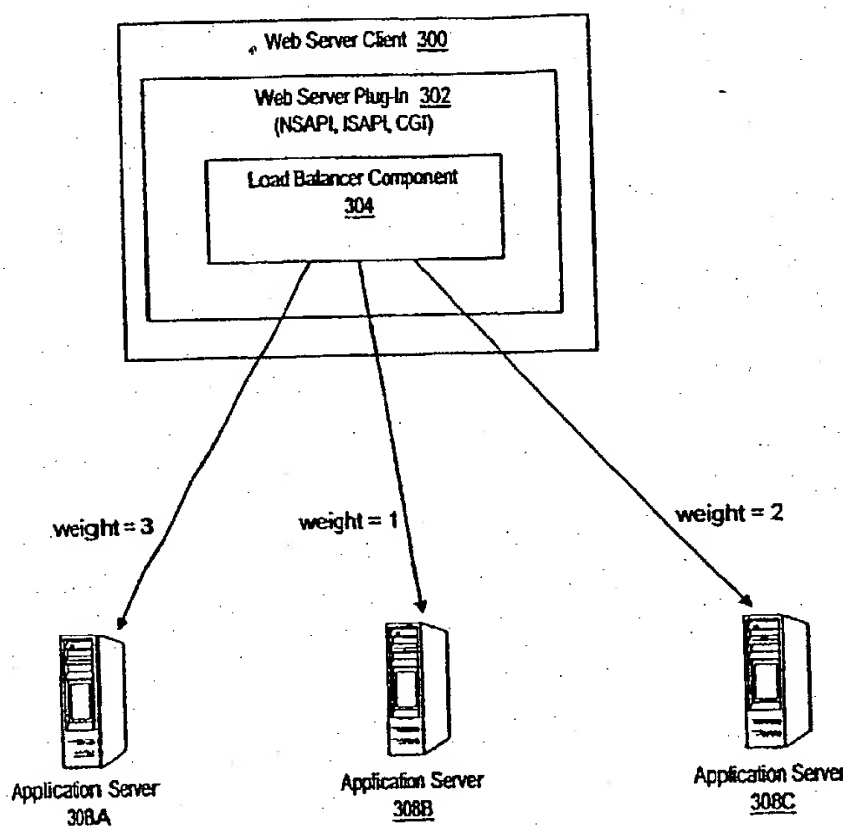 Web Server Client 300
Web Server Plug-In 302
(NSAPI, ISAPI, CGI)
Load Balancer Component
304
weight = 3
weight = 1
weight = 2
Application Server
308A
Application Server
308B
Application Server
308C